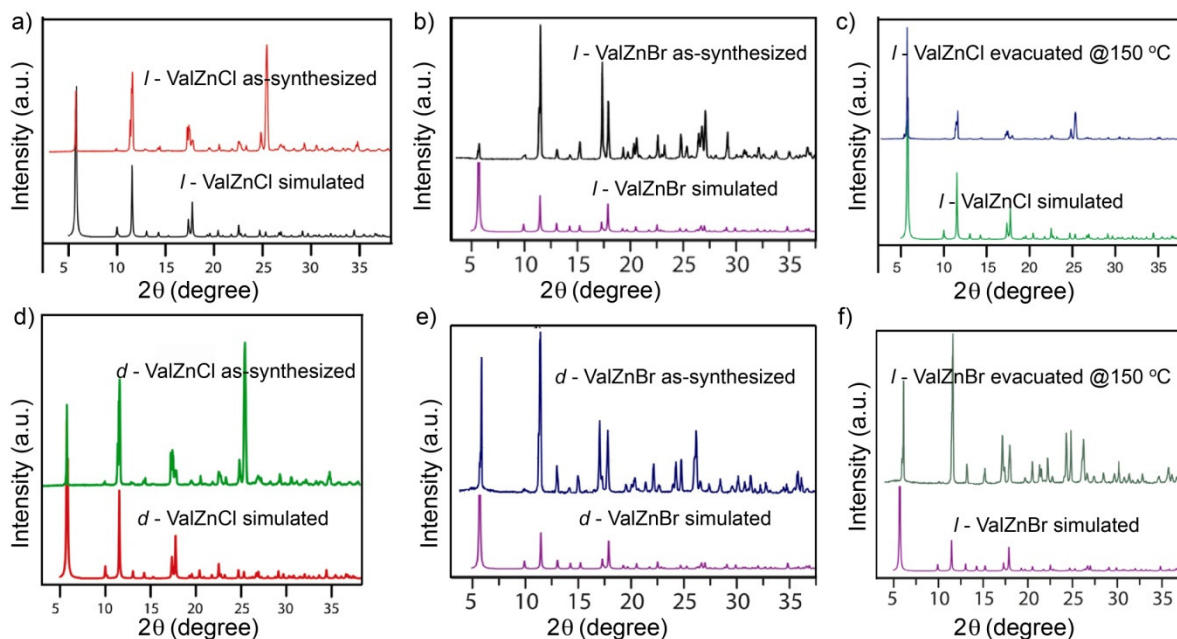 a)
Intensity (a.u.)
l - ValZnCl as-synthesized
l - ValZnCl simulated
5 10 15 20 25 30 35
2θ (degree)
b)
Intensity (a.u.)
l - ValZnBr as-synthesized
l - ValZnBr simulated
5 10 15 20 25 30 35
2θ (degree)
c)
Intensity (a.u.)
l - ValZnCl evacuated @150 °C
l - ValZnCl simulated
5 10 15 20 25 30 35
2θ (degree)
d)
Intensity (a.u.)
d - ValZnCl as-synthesized
d - ValZnCl simulated
5 10 15 20 25 30 35
2θ (degree)
e)
Intensity (a.u.)
d - ValZnBr as-synthesized
d - ValZnBr simulated
5 10 15 20 25 30 35
2θ (degree)
f)
Intensity (a.u.)
l - ValZnBr evacuated @150 °C
l - ValZnBr simulated
5 10 15 20 25 30 35
2θ (degree)